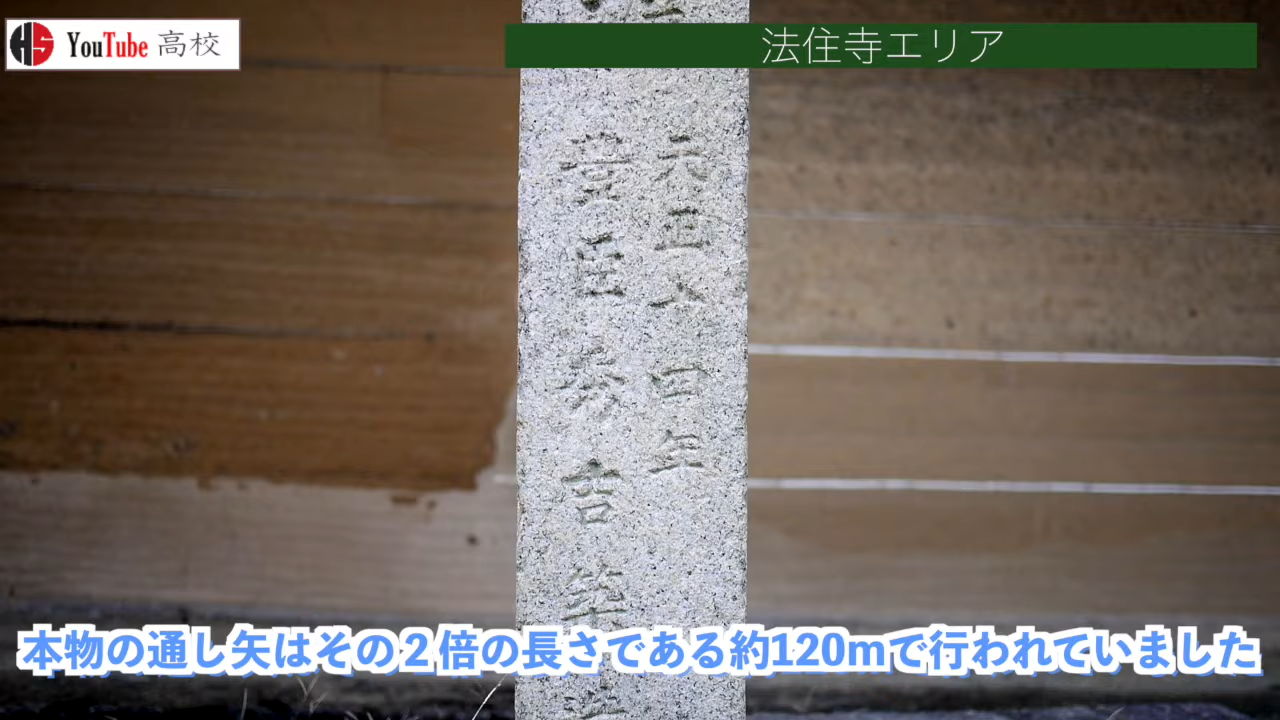 YouTube 高校
法住寺エリア
天正十四年
豊臣秀吉築
本物の通し矢はその２倍の長さである約120mで行われていました